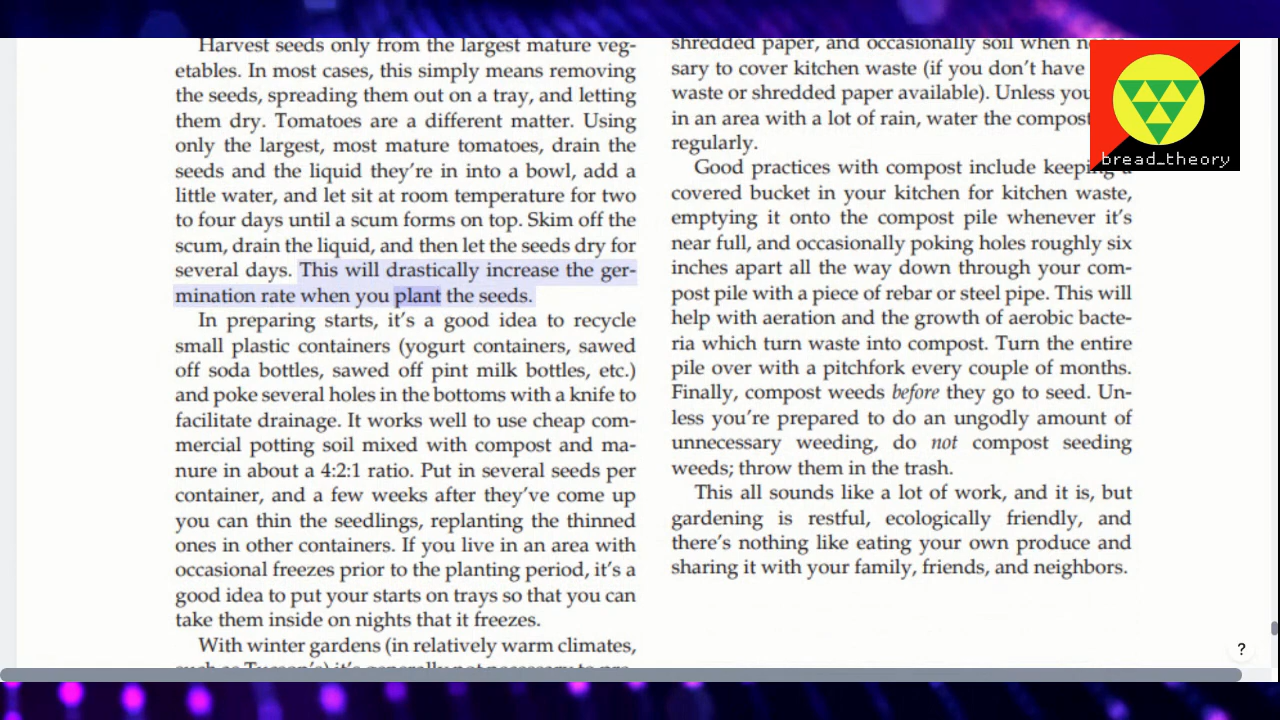 Harvest seeds only from the largest mature veg-
etables. In most cases, this simply means removing
the seeds, spreading them out on a tray, and letting
them dry. Tomatoes are a different matter. Using
only the largest, most mature tomatoes, drain the
seeds and the liquid they're in into a bowl, add a
little water, and let sit at room temperature for two
to four days until a scum forms on top. Skim off the
scum, drain the liquid, and then let the seeds dry for
several days. This will drastically increase the ger-
mination rate when you plant the seeds.
In preparing starts, it's a good idea to recycle
small plastic containers (yogurt containers, sawed
off soda bottles, sawed off pint milk bottles, etc.)
and poke several holes in the bottoms with a knife to
facilitate drainage. It works well to use cheap com-
mercial potting soil mixed with compost and ma-
nure in about a 4:2:1 ratio. Put in several seeds per
container, and a few weeks after they've come up
you can thin the seedlings, replanting the thinned
ones in other containers. If you live in an area with
occasional freezes prior to the planting period, it's a
good idea to put your starts on trays so that you can
take them inside on nights that it freezes.
With winter gardens (in relatively warm climates,
such as Tucson's) it's generally not necessary to pre-
shredded paper, and occasionally soil when
sary to cover kitchen waste (if you don't have
waste or shredded paper available). Unless you
in an area with a lot of rain, water the compost
regularly.
Good practices with compost include keeping a
covered bucket in your kitchen for kitchen waste,
emptying it onto the compost pile whenever it's
near full, and occasionally poking holes roughly six
inches apart all the way down through your com-
post pile with a piece of rebar or steel pipe. This will
help with aeration and the growth of aerobic bacte-
ria which turn waste into compost. Turn the entire
pile over with a pitchfork every couple of months.
Finally, compost weeds before they go to seed. Un-
less you're prepared to do an ungodly amount of
unnecessary weeding, do not compost seeding
weeds; throw them in the trash.
This all sounds like a lot of work, and it is, but
gardening is restful, ecologically friendly, and
there's nothing like eating your own produce and
sharing it with your family, friends, and neighbors.
bread_theory
?